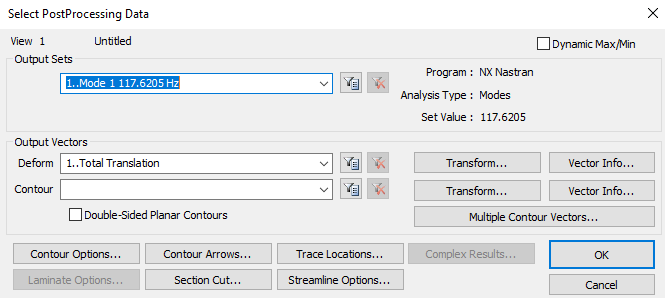 Select PostProcessing Data
View 1 Untitled
Dynamic Max/Min
Output Sets
1..Mode 1 117.6205 Hz
Program : NX Nastran
Analysis Type : Modes
Set Value : 117.6205
Output Vectors
Deform 1..Total Translation Transform... Vector Info...
Contour Transform... Vector Info...
Double-Sided Planar Contours Multiple Contour Vectors...
Contour Options... Contour Arrows... Trace Locations... Complex Results... OK
Laminate Options... Section Cut... Streamline Options... Cancel